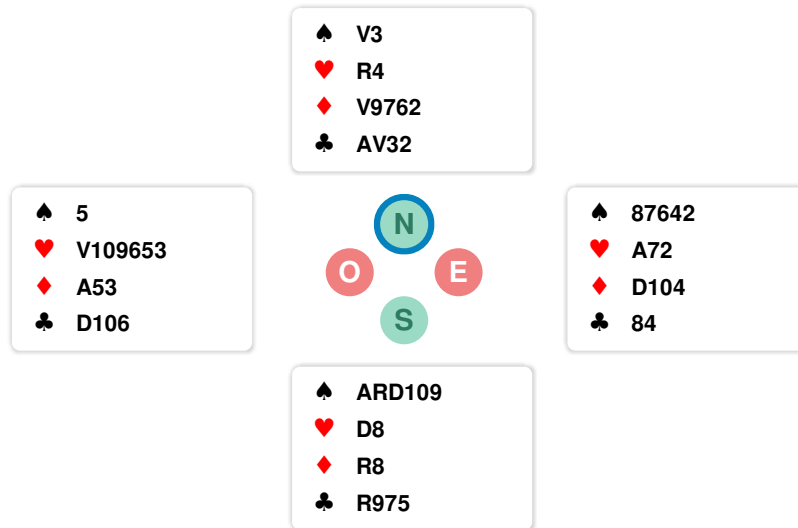 ♠ V3
♥ R4
♦ V9762
♣ AV32
♠ 5
♥ V109653
♦ A53
♣ D106
N
O E
S
♠ 87642
♥ A72
♦ D104
♣ 84
♠ ARD109
♥ D8
♦ R8
♣ R975